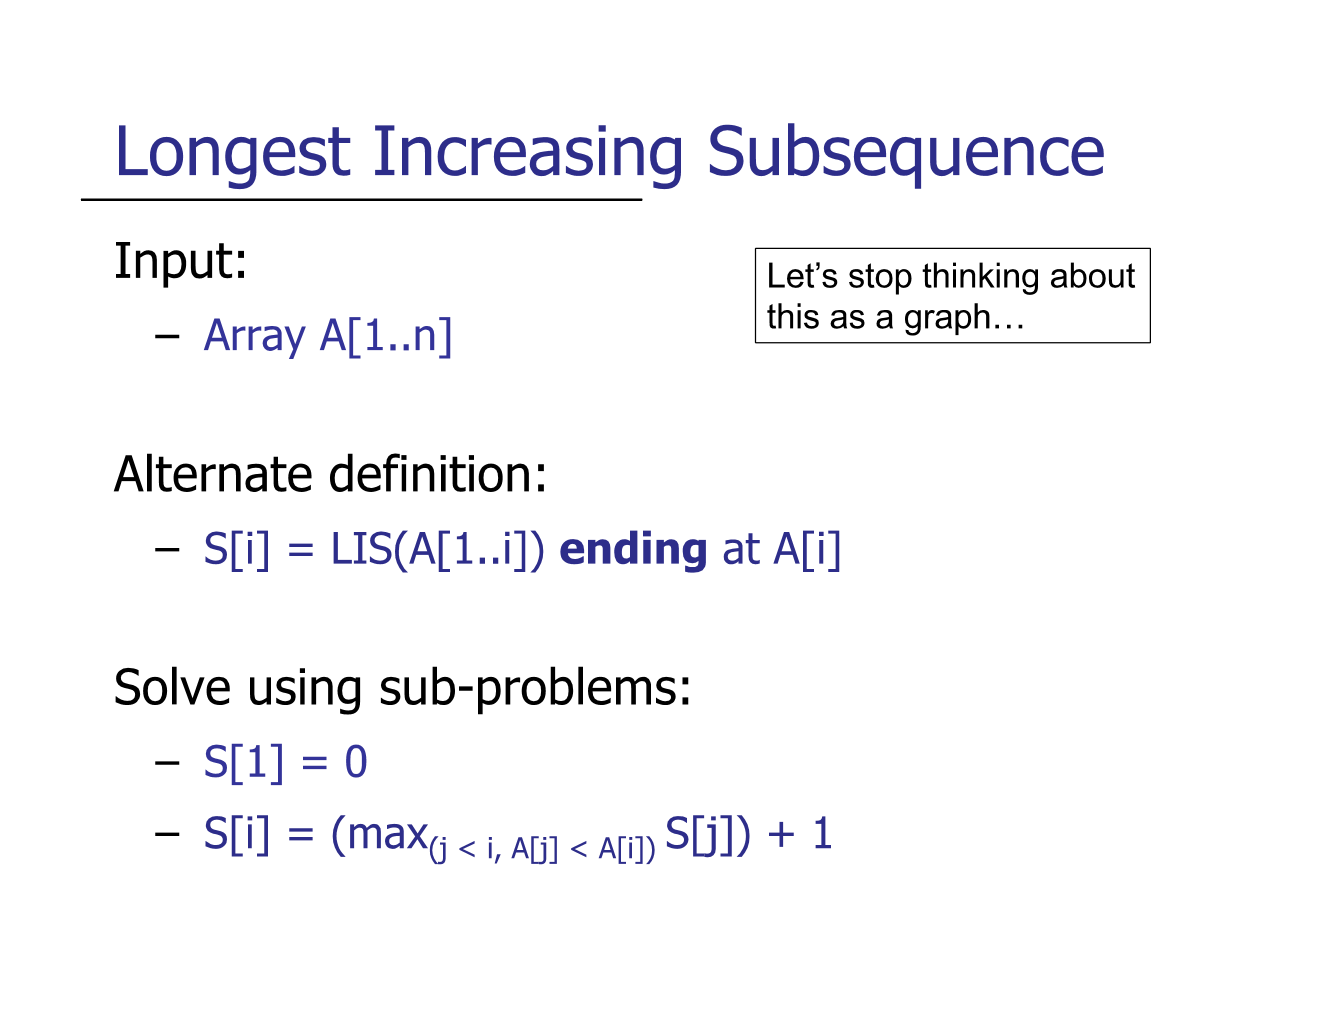 Longest Increasing Subsequence
Input:
– Array A[1..n]
Let’s stop thinking about
this as a graph…
Alternate definition:
– S[i] = LIS(A[1..i]) ending at A[i]
Solve using sub-problems:
– S[1] = 0
– S[i] = (max(j < i, A[j] < A[i]) S[j]) + 1